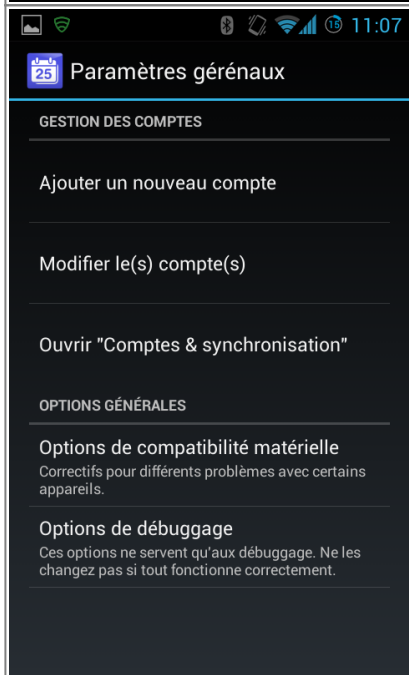 15 11:07
25 Paramètres gérénaux
GESTION DES COMPTES
Ajouter un nouveau compte
Modifier le(s) compte(s)
Ouvrir "Comptes & synchronisation"
OPTIONS GÉNÉRALES
Options de compatibilité matérielle
Correctifs pour différents problèmes avec certains
appareils.
Options de débuggage
Ces options ne servent qu'aux débuggage. Ne les
changez pas si tout fonctionne correctement.